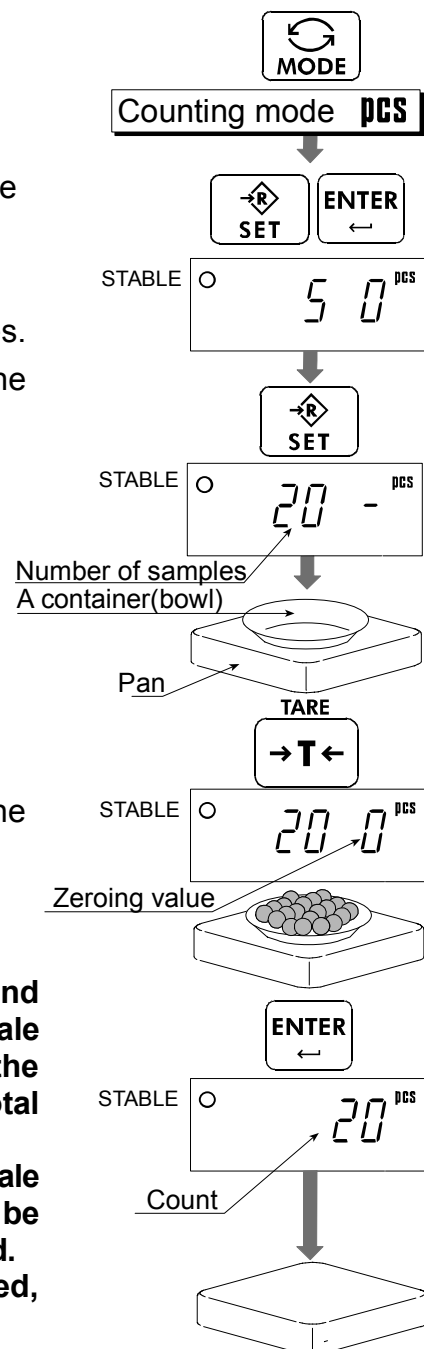 MODE
Counting mode pcs
e
→R
SET
ENTER
STABLE
5 0 pcs
s.
he
→R
SET
STABLE
20 - pcs
Number of samples
A container(bowl)
Pan
TARE
→T←
he
STABLE
20 0 pcs
Zeroing value
nd
ale
ENTER
the
otal
STABLE
20 pcs
ale
Count
be
d.
ed,